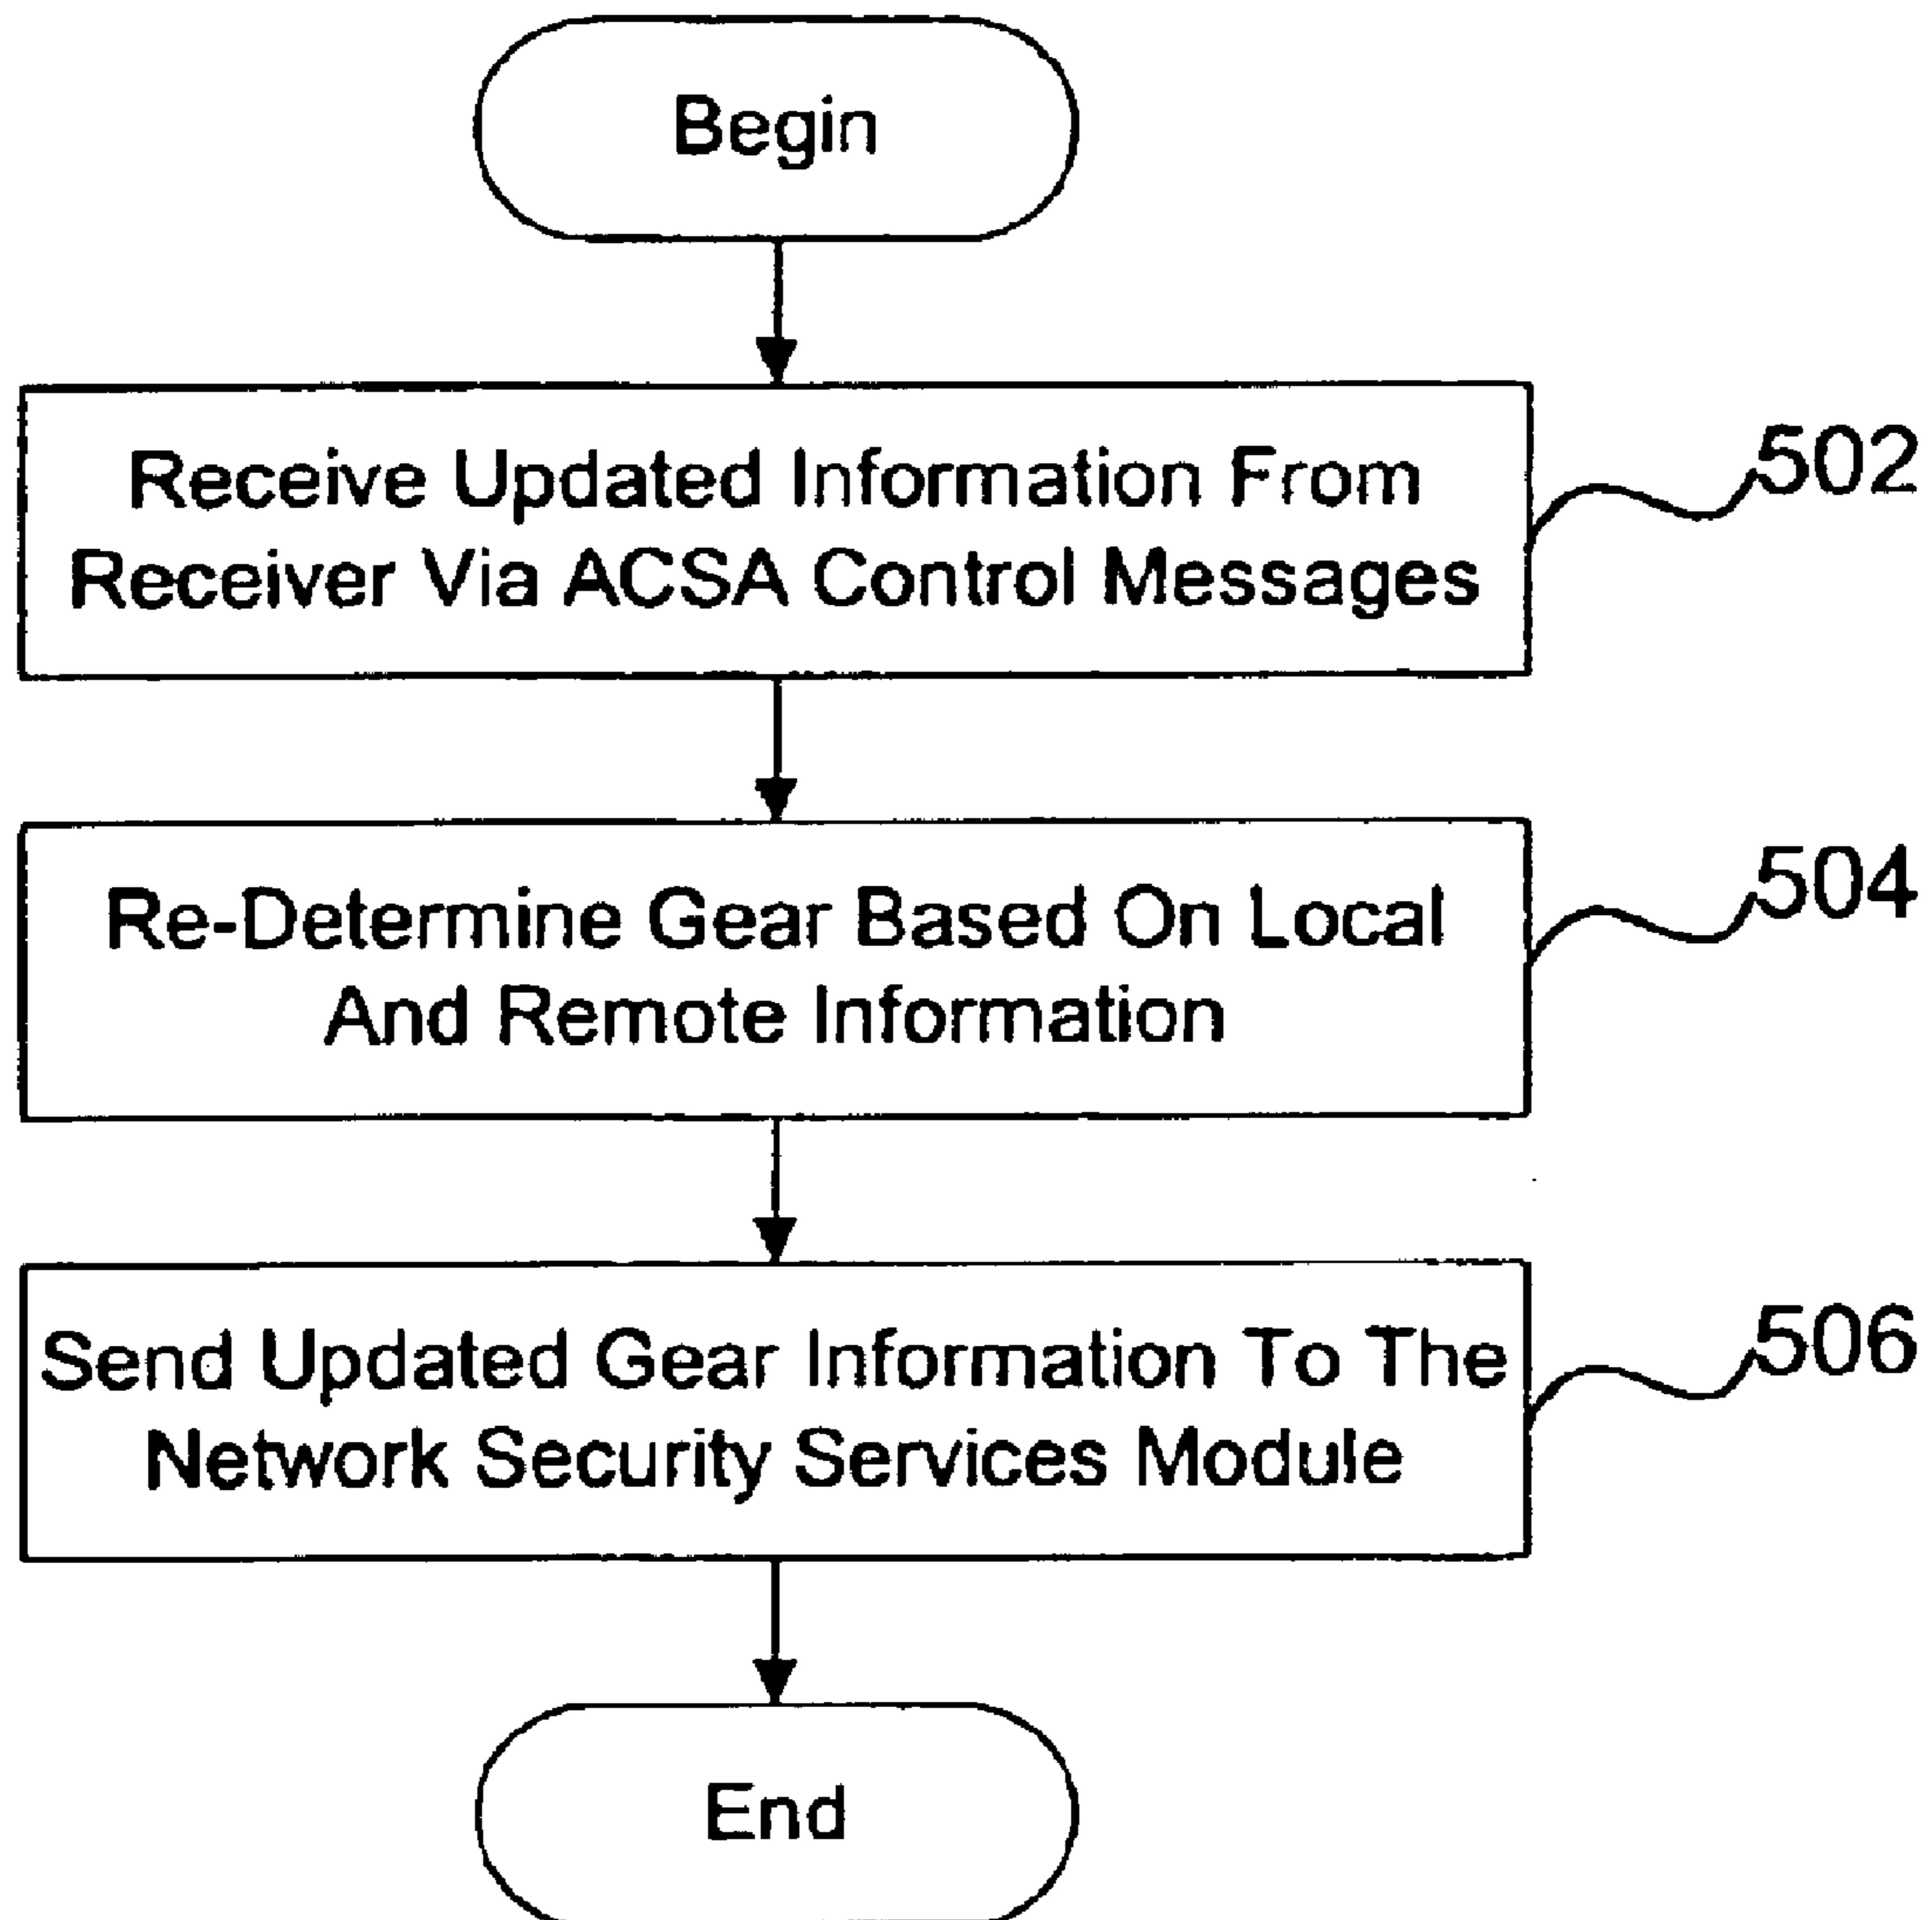 Begin
Receive Updated Information From
Receiver Via ACSA Control Messages
502
Re-Determine Gear Based On Local
And Remote Information
504
Send Updated Gear Information To The
Network Security Services Module
506
End